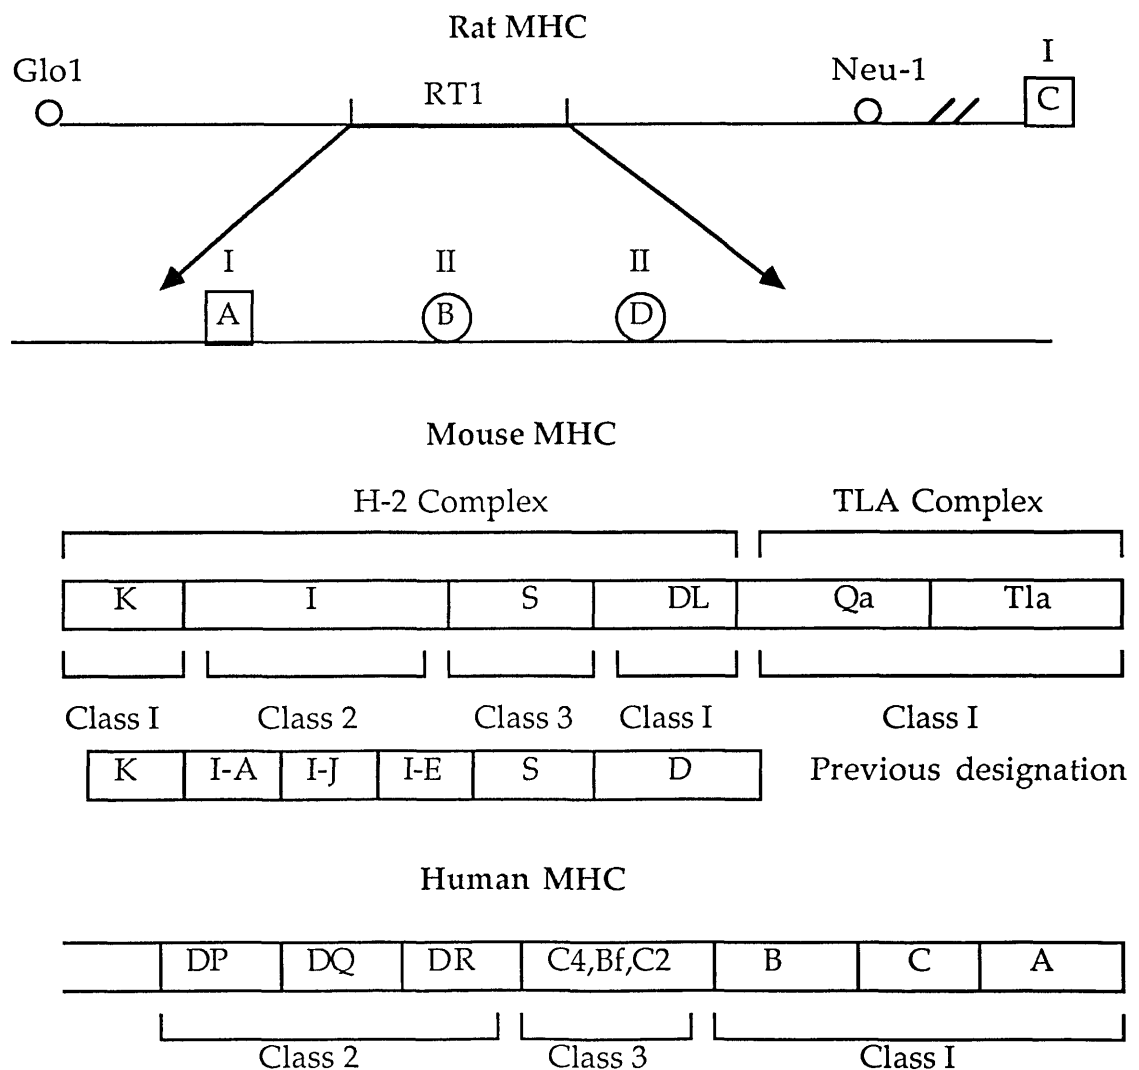 Rat MHC
Glo1 RT1 Neu-1 I
C
I II II
A B D
Mouse MHC
H-2 Complex TLA Complex
K I S DL Qa Tla
Class I Class 2 Class 3 Class I Class I
K I-A I-J I-E S D Previous designation
Human MHC
DP DQ DR C4,Bf,C2 B C A
Class 2 Class 3 Class I